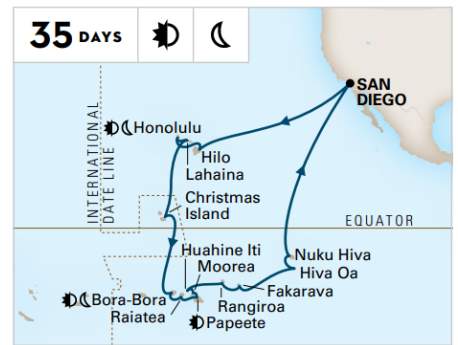 35 DAYS
SAN
DIEGO
INTERNATIONAL
DATE LINE
Honolulu
Hilo
Lahaina
Christmas
Island
EQUATOR
Huahine Iti
Moorea
Nuku Hiva
Hiva Oa
Fakarava
Rangiroa
Bora-Bora
Raiatea
Papeete